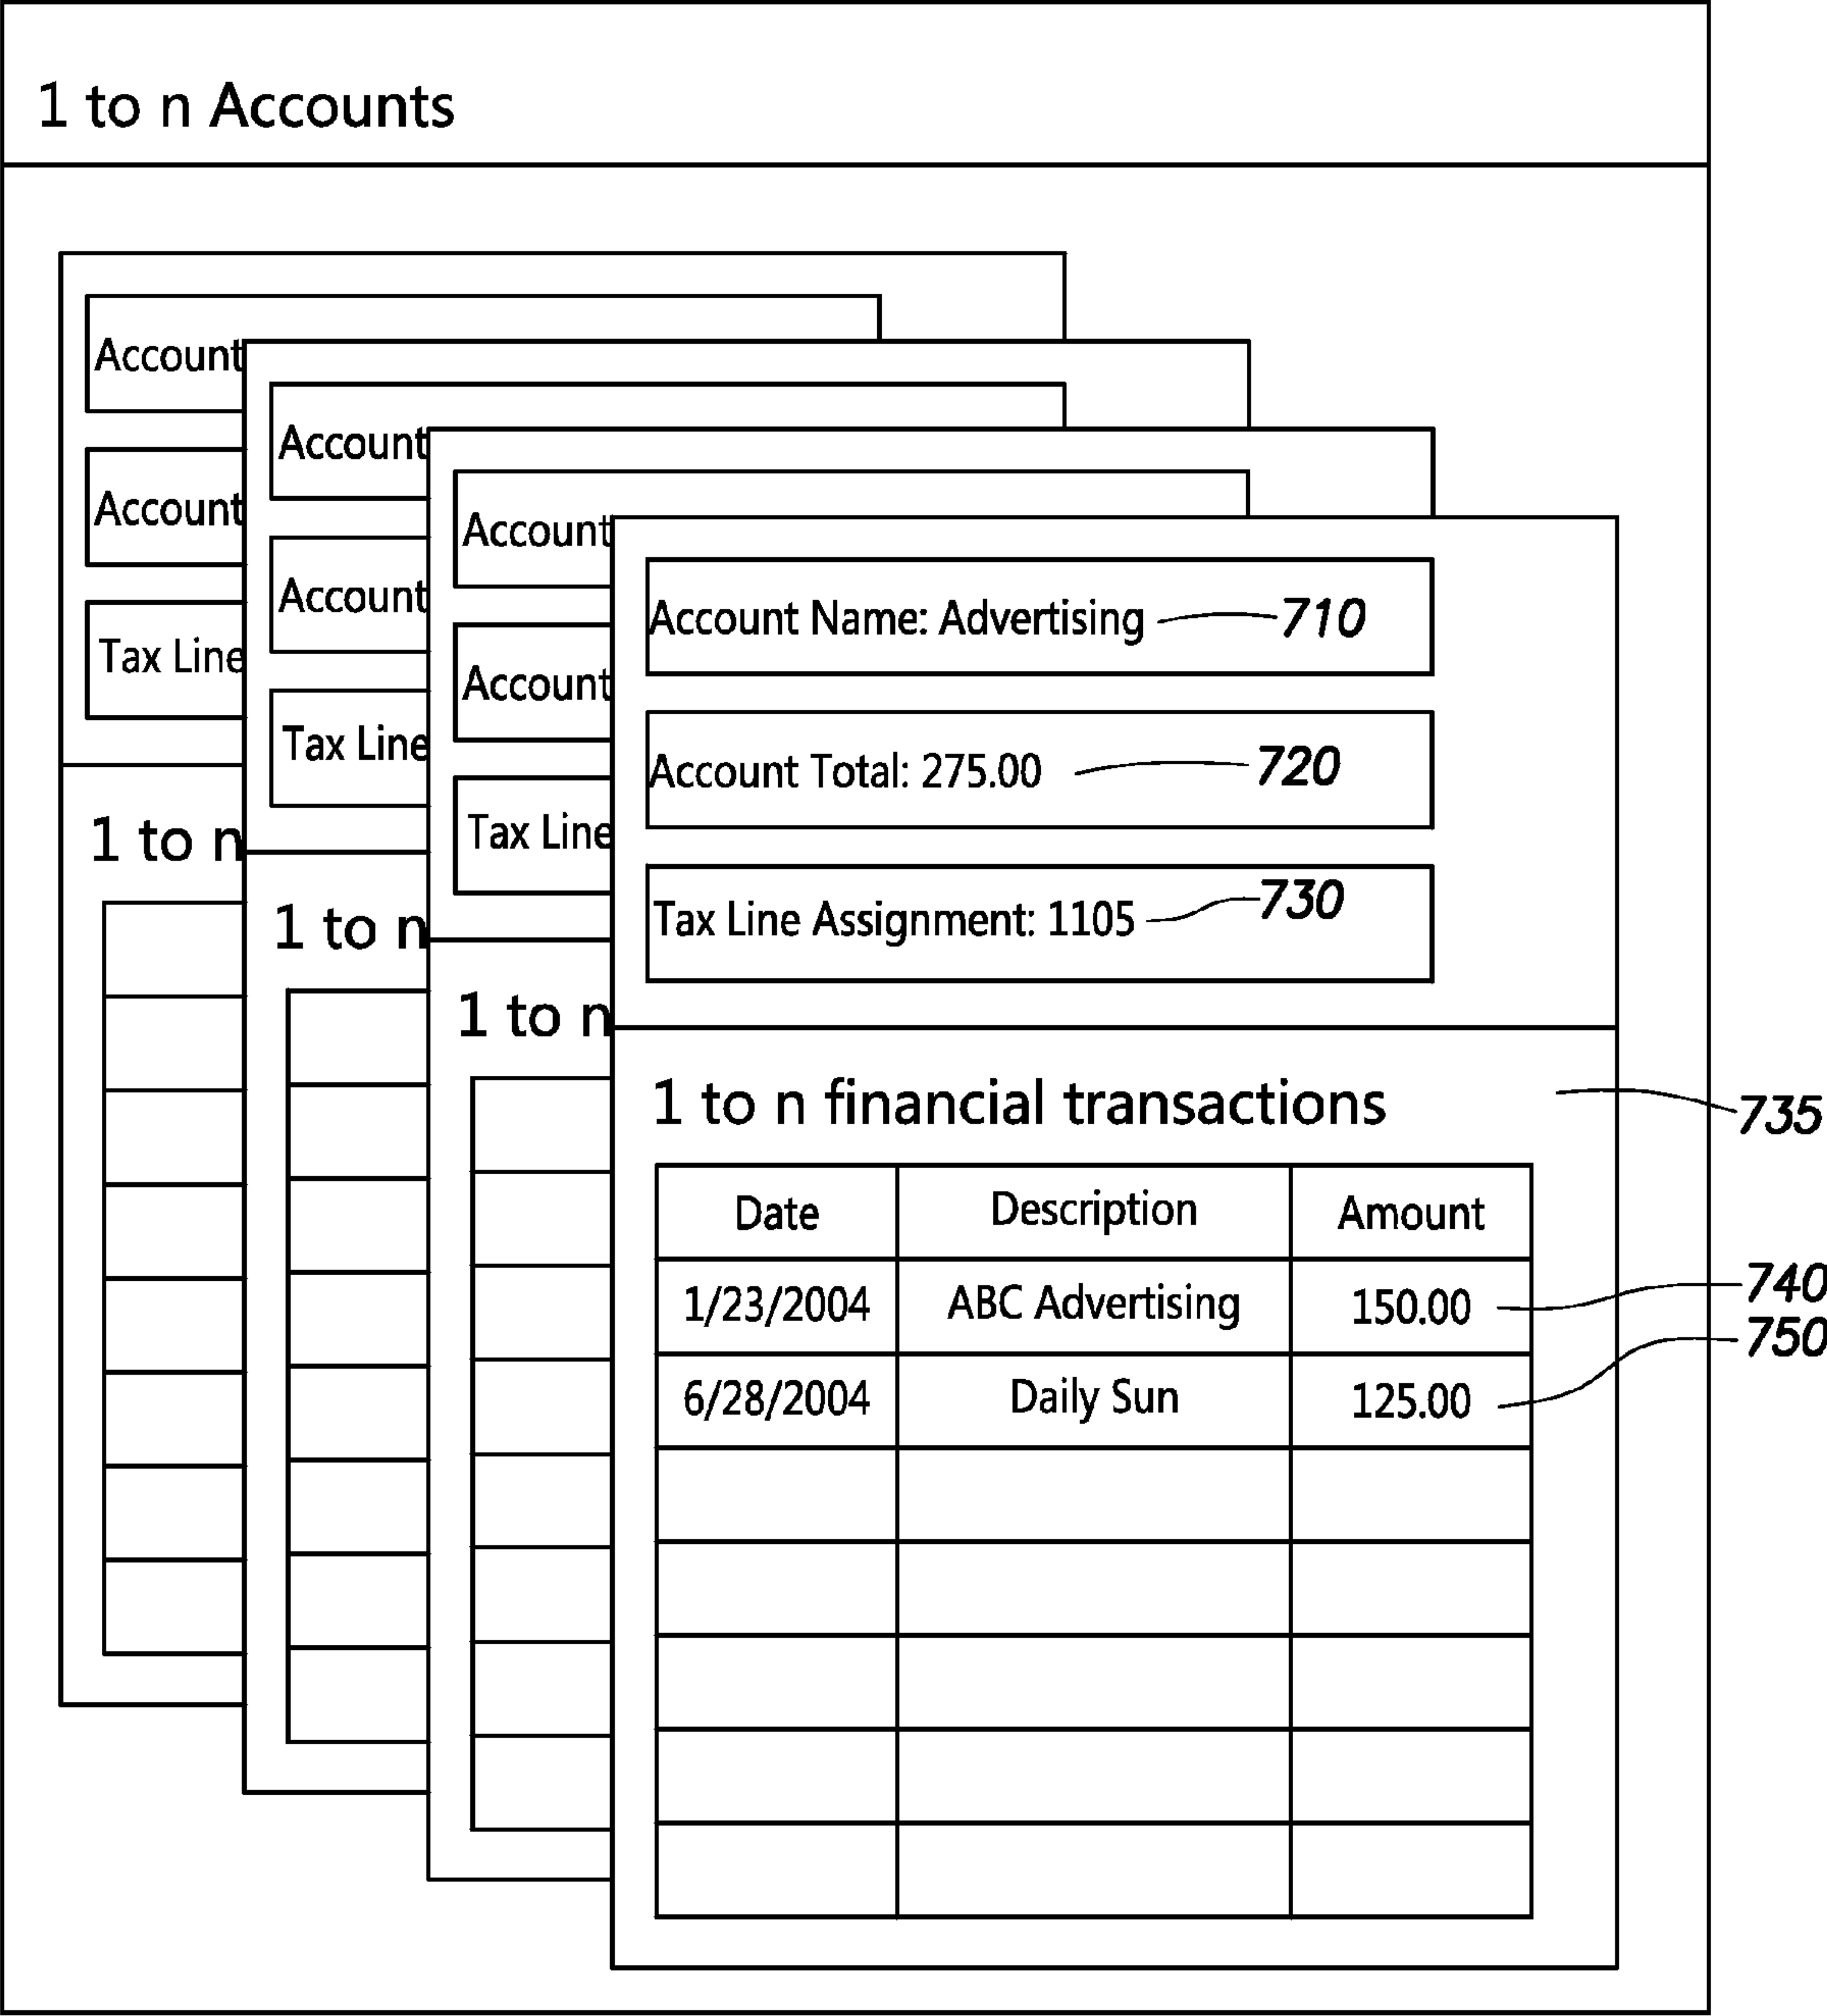 1 to n Accounts
Account
Account
Tax Line
1 to n
Account
Account
Tax Line
1 to n
Account
Account
Tax Line
1 to n
Account Name: Advertising 710
Account Total: 275.00 720
Tax Line Assignment: 1105 730
1 to n financial transactions 735
Date Description Amount
1/23/2004 ABC Advertising 150.00 740
6/28/2004 Daily Sun 125.00 750